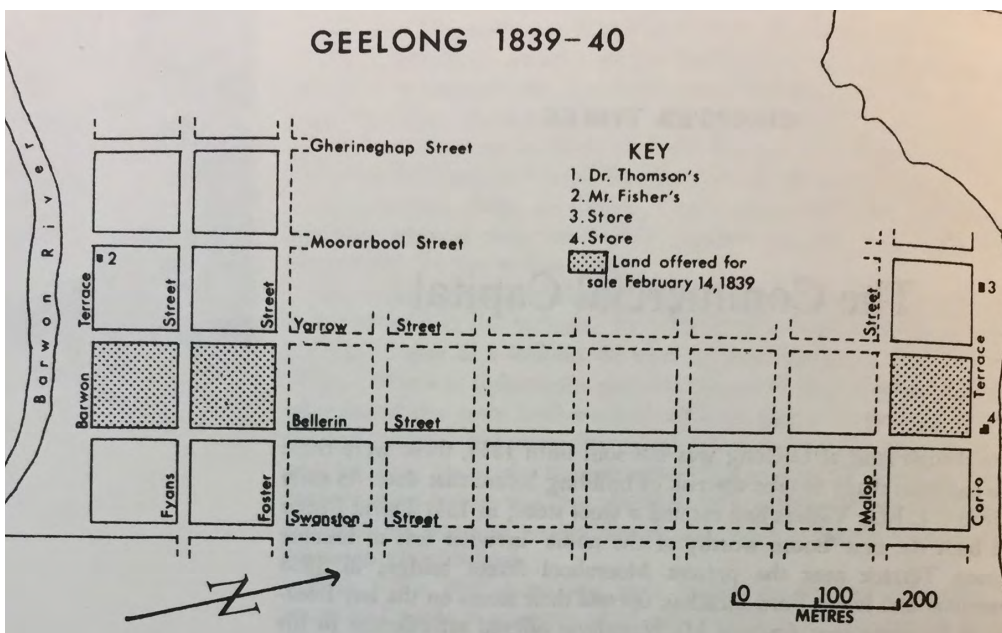 GEELONG 1839-40
Gherineghap Street
KEY
1. Dr. Thomson's
2. Mr. Fisher's
3. Store
4. Store
Land offered for
sale February 14, 1839
Moorarbool Street
Barwon River
2
3
4
Barwon Terrace
Fyans Street
Foster Street
Yarrow Street
Bellerin Street
Swanston Street
Malop Street
Corio Terrace
N
0 100 200
METRES